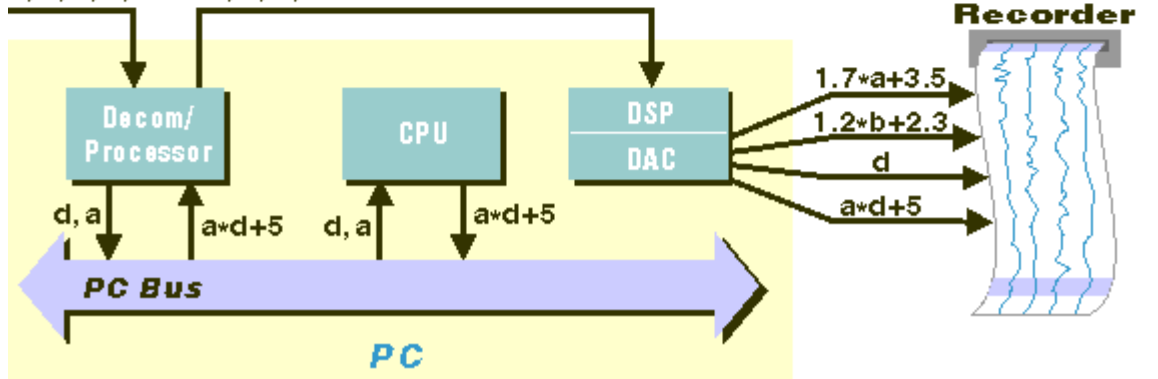 Recorder
1.7*a+3.5
Decom/
Processor
CPU
DSP
DAC
1.2*b+2.3
d
a*d+5
d, a
a*d+5
d, a
a*d+5
PC Bus
PC